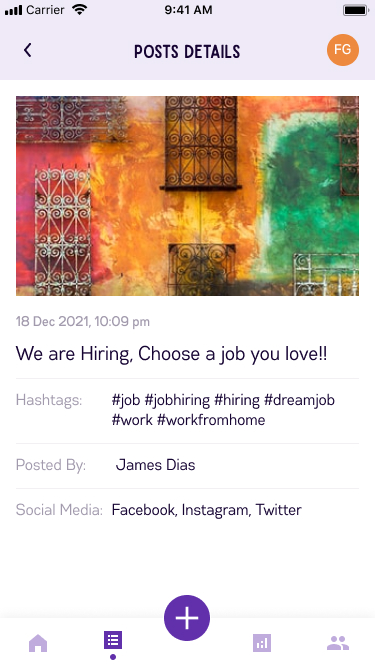 Carrier 9:41 AM
POSTS DETAILS FG
18 Dec 2021, 10:09 pm
We are Hiring, Choose a job you love!!
Hashtags: #job #jobhiring #hiring #dreamjob
#work #workfromhome
Posted By: James Dias
Social Media: Facebook, Instagram, Twitter